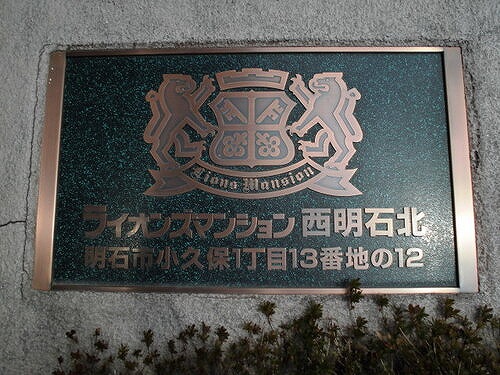 Lions Mansion
ライオンズマンション 西明石北
明石市小久保1丁目13番地の12